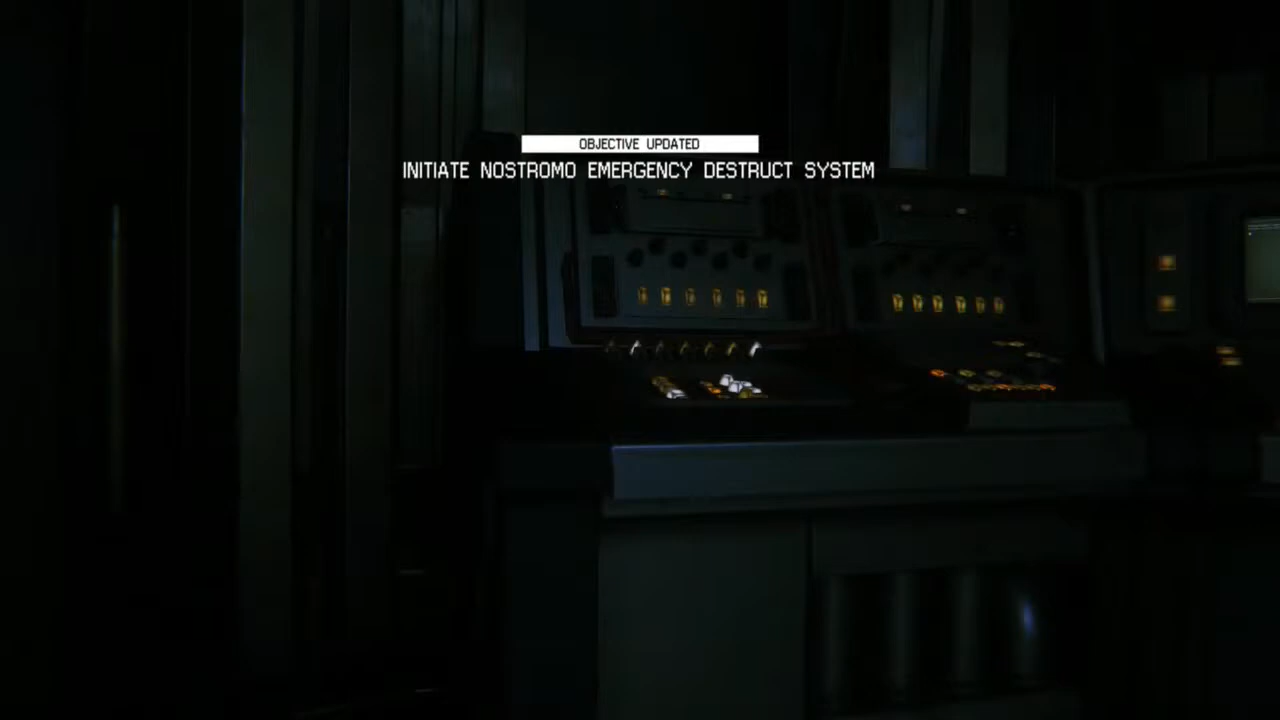 OBJECTIVE UPDATED
INITIATE NOSTROMO EMERGENCY DESTRUCT SYSTEM